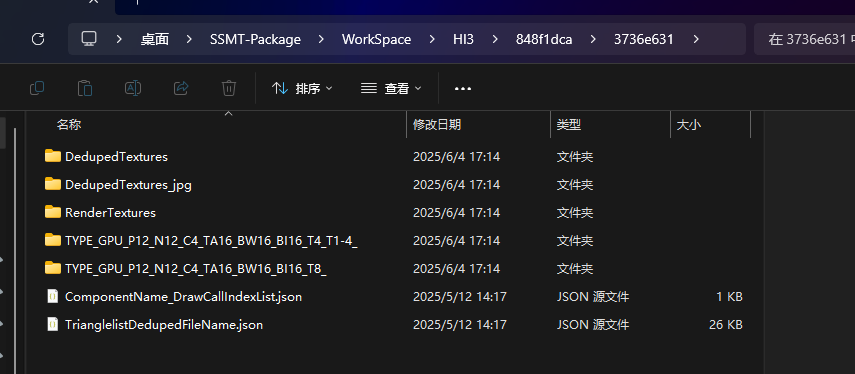 桌面 > SSMT-Package > WorkSpace > HI3 > 848f1dca > 3736e631 > 在 3736e631 中
排序 查看 •••
名称 修改日期 类型 大小
DedupedTextures 2025/6/4 17:14 文件夹
DedupedTextures_jpg 2025/6/4 17:14 文件夹
RenderTextures 2025/6/4 17:14 文件夹
TYPE_GPU_P12_N12_C4_TA16_BW16_BI16_T4_T1-4_ 2025/6/4 17:14 文件夹
TYPE_GPU_P12_N12_C4_TA16_BW16_BI16_T8_ 2025/6/4 17:14 文件夹
ComponentName_DrawCallIndexList.json 2025/5/12 14:17 JSON 源文件 1 KB
TrianglelistDedupedFileName.json 2025/5/12 14:17 JSON 源文件 26 KB